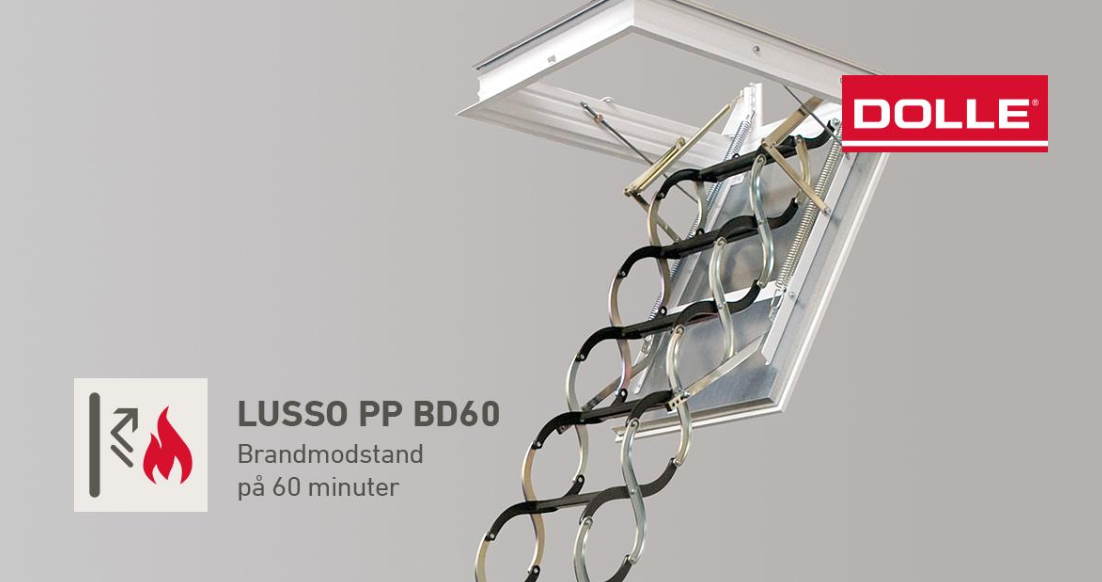 DOLLE®
LUSSO PP BD60
Brandmodstand
på 60 minuter